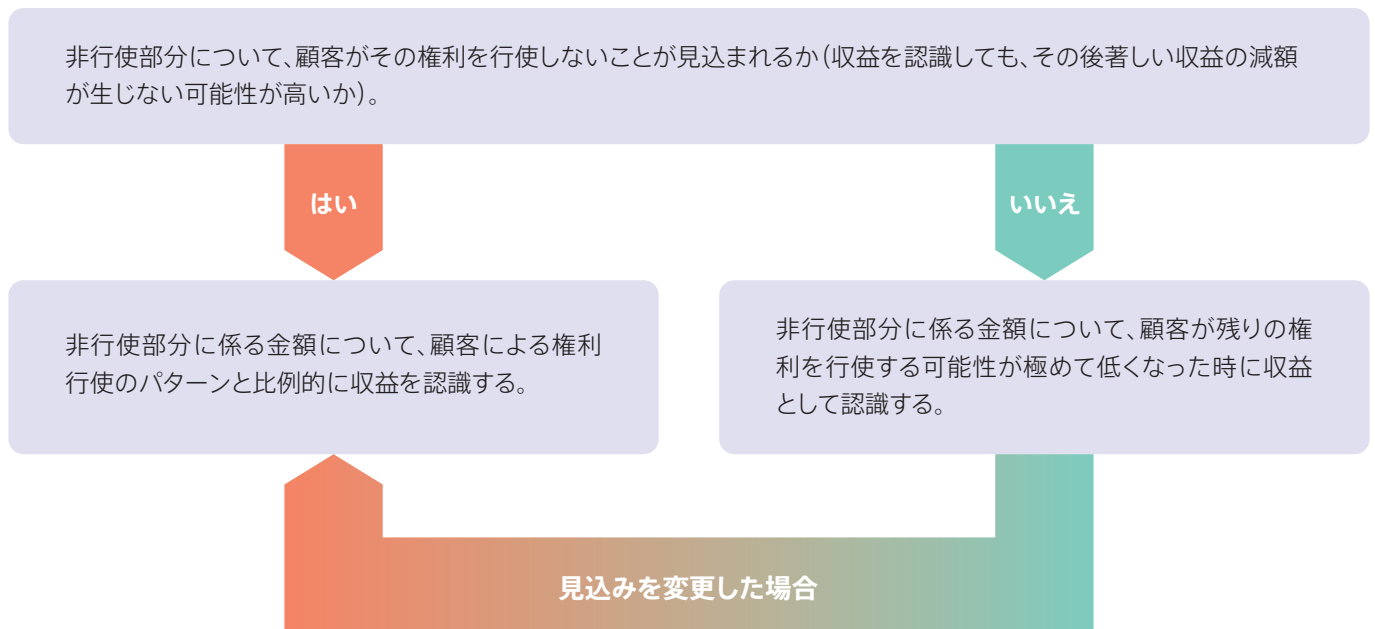 非行使部分について、顧客がその権利を行使しないことが見込まれるか（収益を認識しても、その後著しい収益の減額
が生じない可能性が高いか）。
はい
いいえ
非行使部分に係る金額について、顧客による権利
行使のパターンと比例的に収益を認識する。
非行使部分に係る金額について、顧客が残りの権
利を行使する可能性が極めて低くなった時に収益
として認識する。
見込みを変更した場合